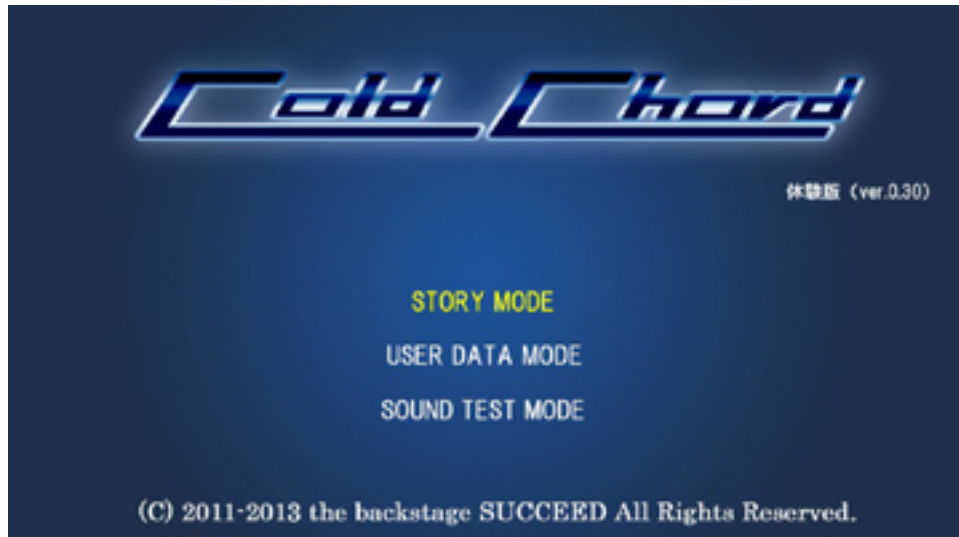 Cold Chord
体験版 (ver.0.30)
STORY MODE
USER DATA MODE
SOUND TEST MODE
(C) 2011-2013 the backstage SUCCEED All Rights Reserved.